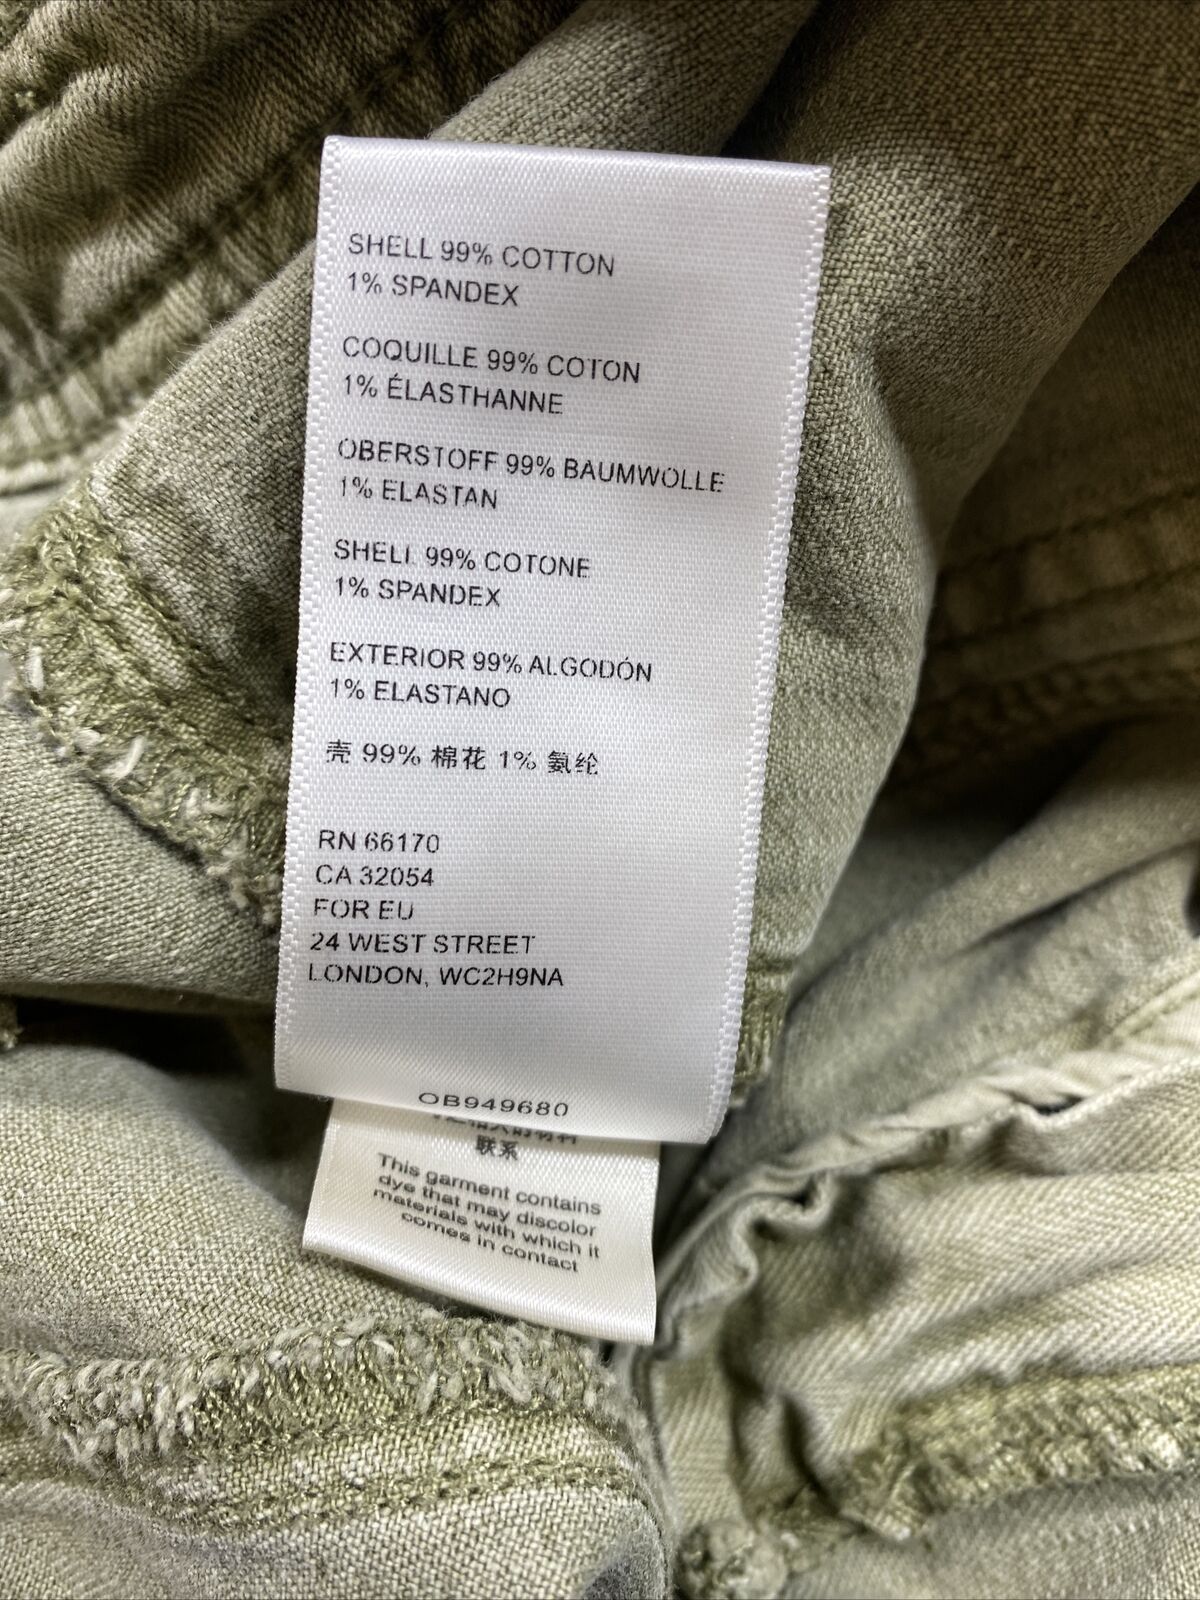 SHELL 99% COTTON
1% SPANDEX
COQUILLE 99% COTON
1% ÉLASTHANNE
OBERSTOFF 99% BAUMWOLLE
1% ELASTAN
SHELL 99% COTONE
1% SPANDEX
EXTERIOR 99% ALGODÓN
1% ELASTANO
壳 99% 棉花 1% 氨纶
RN 66170
CA 32054
FOR EU
24 WEST STREET
LONDON, WC2H9NA
OB949680
联系
This garment contains
dye that may discolor
materials with which it
comes in contact